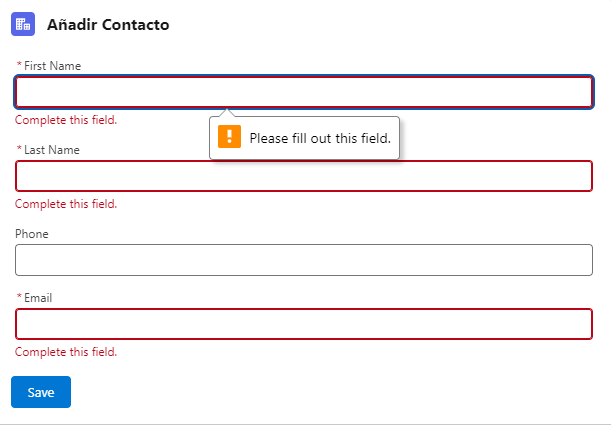 Añadir Contacto
* First Name
Complete this field.
! Please fill out this field.
* Last Name
Complete this field.
Phone
* Email
Complete this field.
Save